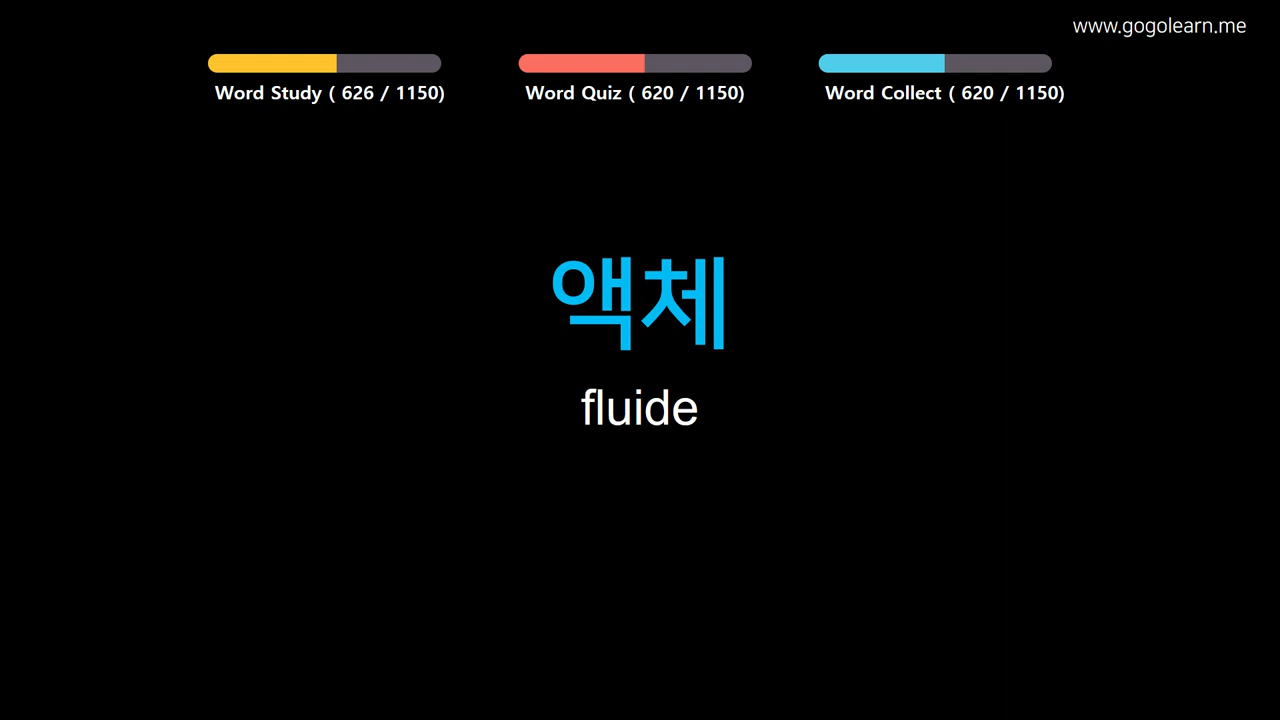 www.gogolearn.me
Word Study ( 626 / 1150)
Word Quiz ( 620 / 1150)
Word Collect ( 620 / 1150)
액체
fluide